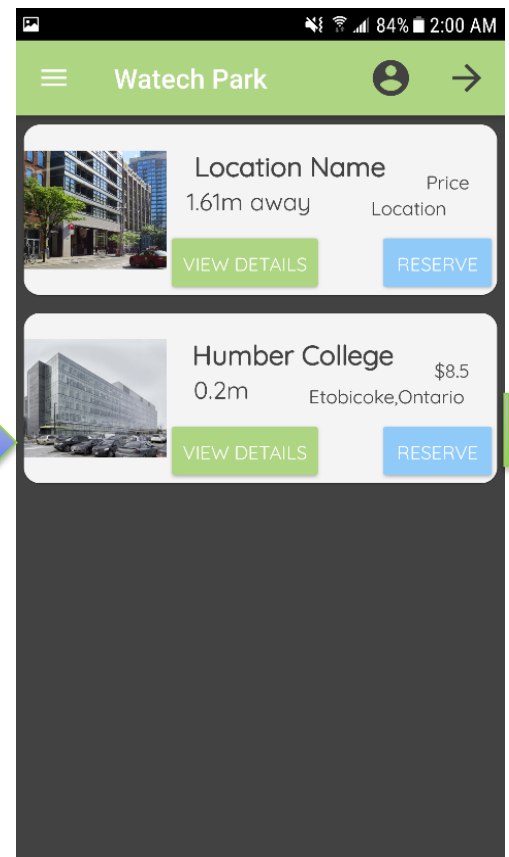 84% 2:00 AM
Watech Park
Location Name
Price
1.61m away
Location
VIEW DETAILS RESERVE
Humber College
$8.5
0.2m
Etobicoke,Ontario
VIEW DETAILS RESERVE